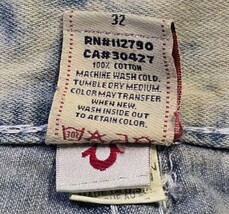 32
RN#112790
CA#30427
100% COTTON
MACHINE WASH COLD.
TUMBLE DRY MEDIUM.
COLOR MAY TRANSFER
WHEN NEW.
WASH INSIDE OUT
TO RETAIN COLOR.